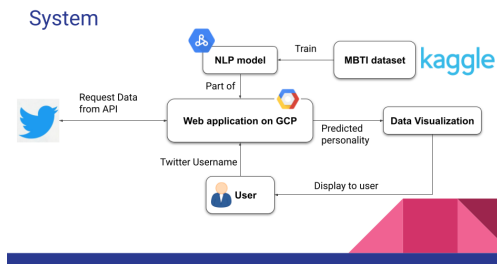 System
NLP model
Train
MBTI dataset
kaggle
Part of
Request Data
from API
Web application on GCP
Predicted
personality
Data Visualization
Twitter Username
User
Display to user